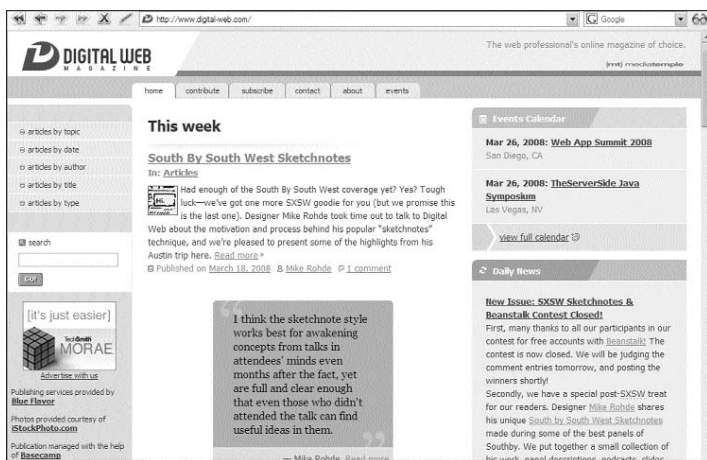 http://www.digital-web.com/
Google
DIGITAL WEB
MAGAZINE
The web professional's online magazine of choice.
(mt) mediatemple
home
contribute
subscribe
contact
about
events
articles by topic
articles by date
articles by author
articles by title
articles by type
search
GO!
[it's just easier]
TechSmith
MORAE
Advertise with us
Publishing services provided by
Blue Flavor
Photos provided courtesy of
iStockPhoto.com
Publication managed with the help
of Basecamp
This week
South By South West Sketchnotes
In: Articles
Had enough of the South By South West coverage yet? Yes? Tough
luck—we've got one more SXSW goodie for you (but we promise this
is the last one). Designer Mike Rohde took time out to talk to Digital
Web about the motivation and process behind his popular "sketchnotes"
technique, and we're pleased to present some of the highlights from his
Austin trip here. Read more »
Published on March 18, 2008 Mike Rohde 1 comment
“I think the sketchnote style
works best for awakening
concepts from talks in
attendees' minds even
months after the fact, yet
are full and clear enough
that even those who didn't
attended the talk can find
useful ideas in them.”
— Mike Rohde, Read more
Events Calendar
Mar 26, 2008: Web App Summit 2008
San Diego, CA
Mar 26, 2008: TheServerSide Java
Symposium
Las Vegas, NV
view full calendar
Daily News
New Issue: SXSW Sketchnotes &
Beanstalk Contest Closed!
First, many thanks to all our participants in our
contest for free accounts with Beanstalk! The
contest is now closed. We will be judging the
comment entries tomorrow, and posting the
winners shortly!
Secondly, we have a special post-SXSW treat
for our readers. Designer Mike Rohde shares
his unique South by South West Sketchnotes
made during some of the best panels of
Southby. We put together a small collection of
his work, panel descriptions, podcasts, slides,